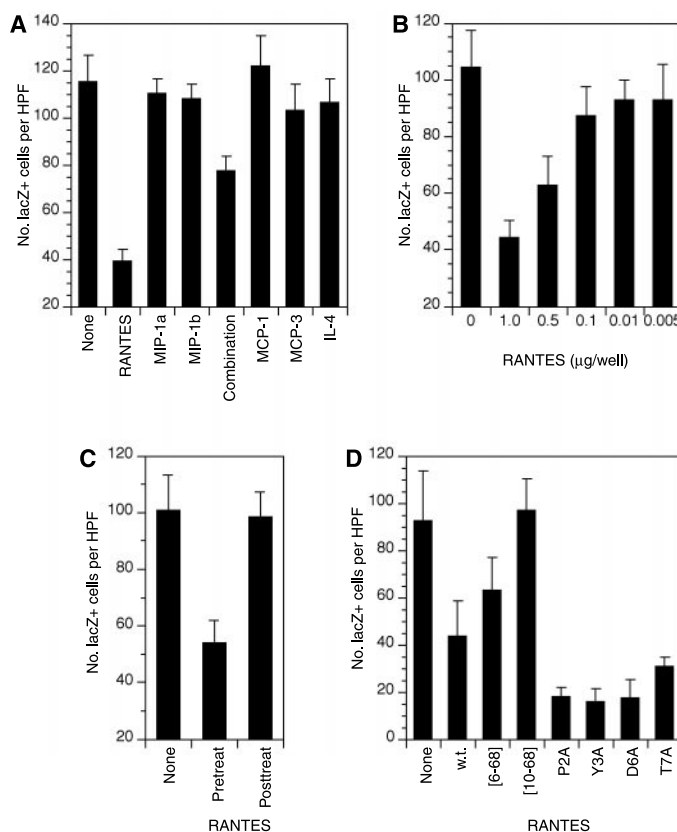 A
No. lacZ+ cells per HPF
140
120
100
80
60
40
20
None
RANTES
MIP-1a
MIP-1b
Combination
MCP-1
MCP-3
IL-4
B
No. lacZ+ cells per HPF
120
100
80
60
40
20
0 1.0 0.5 0.1 0.01 0.005
RANTES (µg/well)
C
No. lacZ+ cells per HPF
120
100
80
60
40
20
None
Pretreat
Posttreat
RANTES
D
No. lacZ+ cells per HPF
120
100
80
60
40
20
0
None
w.t.
[6-68]
[10-68]
P2A
Y3A
D6A
T7A
RANTES